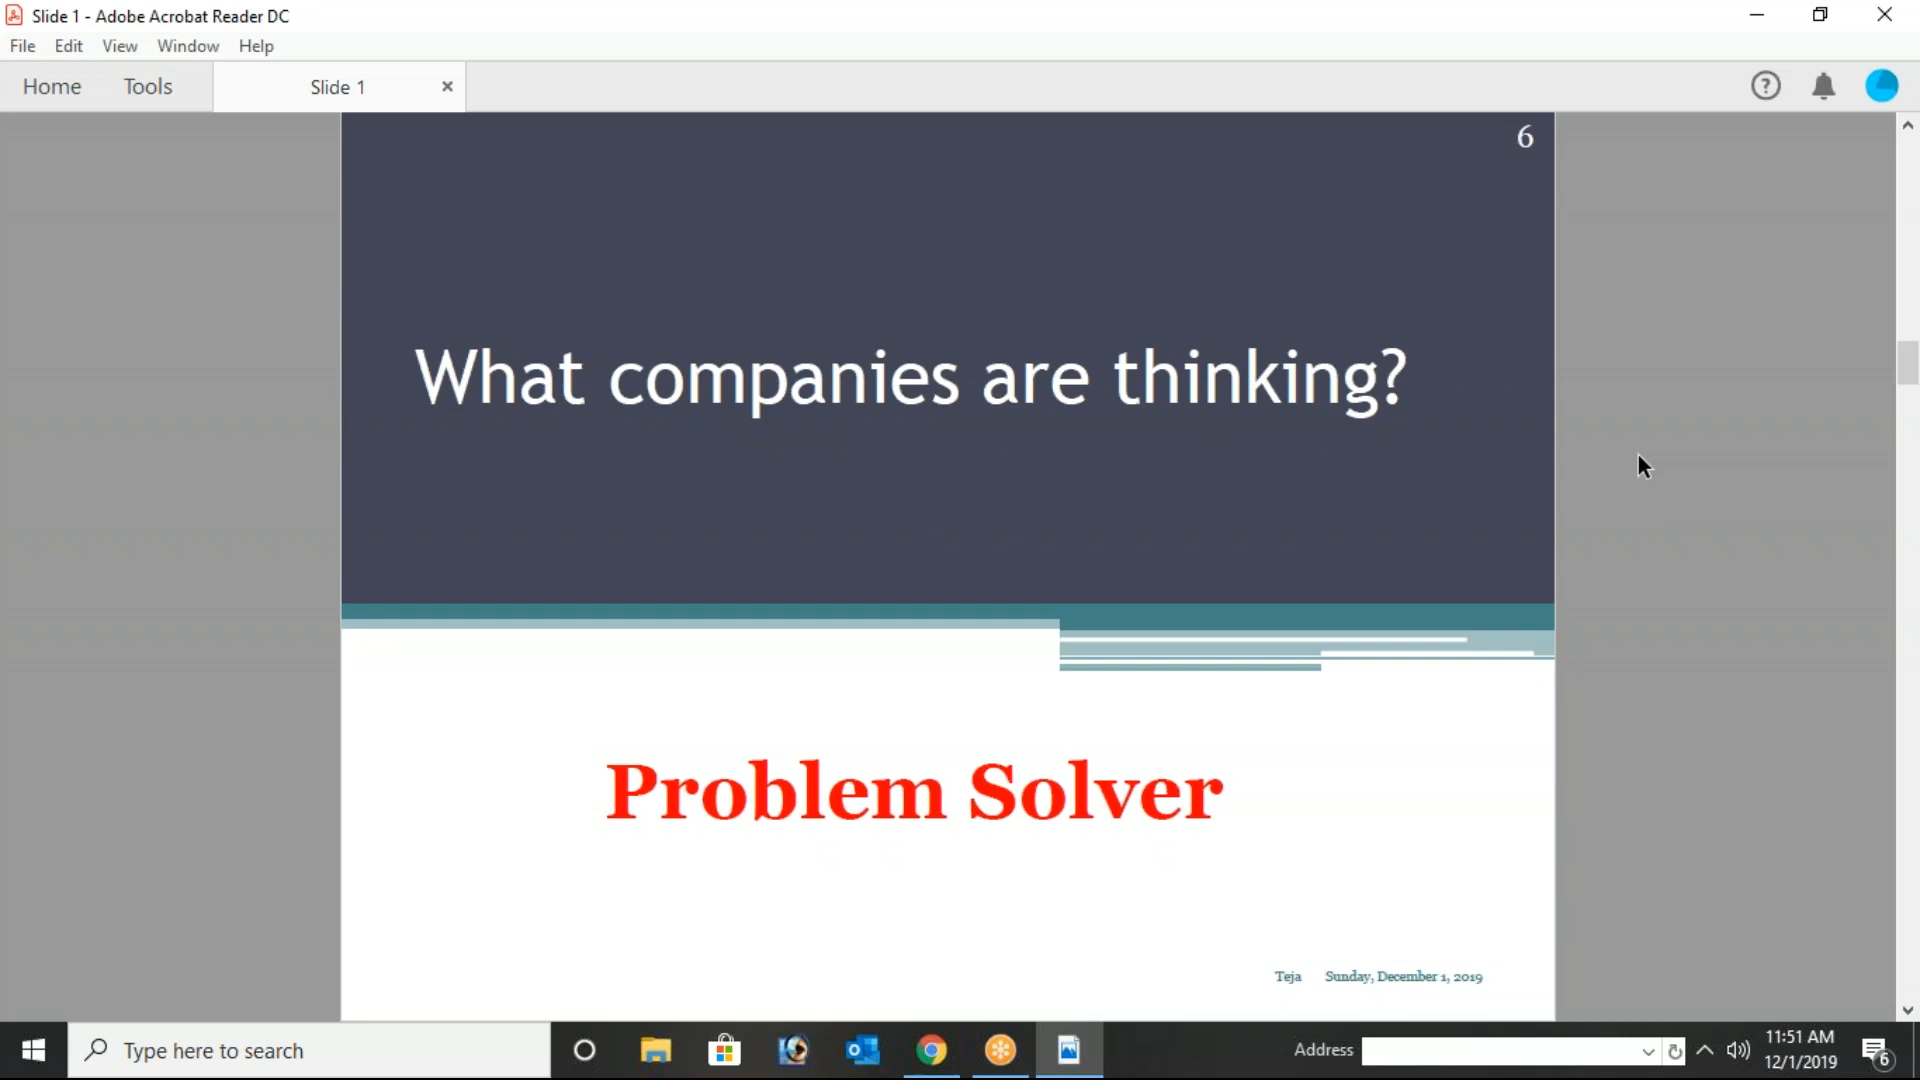 Slide 1 - Adobe Acrobat Reader DC
File Edit View Window Help
Home Tools Slide 1
6
What companies are thinking?
Problem Solver
Teja Sunday, December 1, 2019
Type here to search
Address
11:51 AM
12/1/2019
6